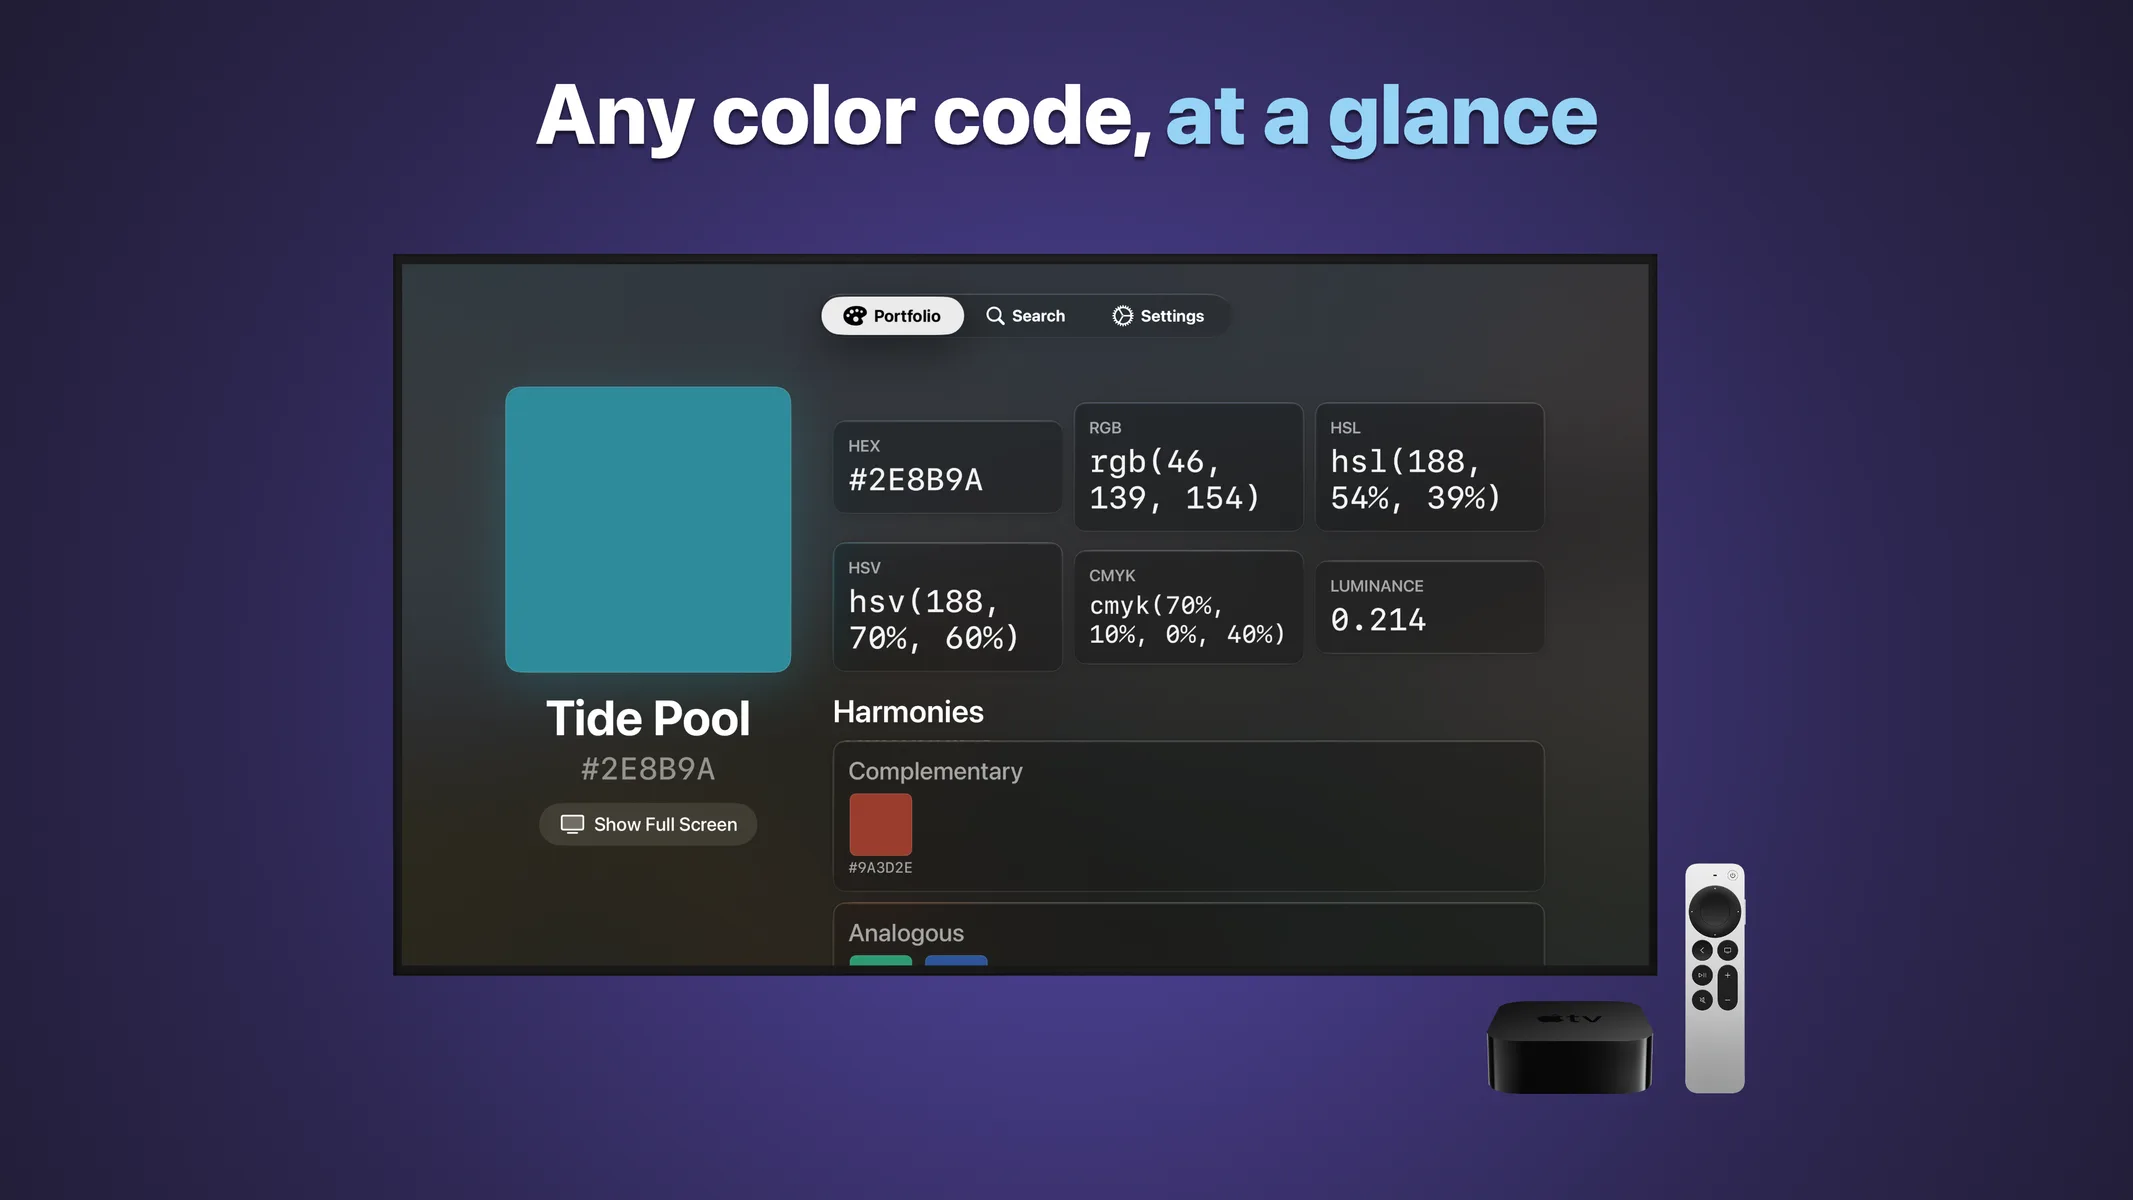 Any color code, at a glance
Portfolio
Search
Settings
HEX
#2E8B9A
RGB
rgb(46,
139, 154)
HSL
hsl(188,
54%, 39%)
HSV
hsv(188,
70%, 60%)
CMYK
cmyk(70%,
10%, 0%, 40%)
LUMINANCE
0.214
Tide Pool
#2E8B9A
Show Full Screen
Harmonies
Complementary
#9A3D2E
Analogous
tv